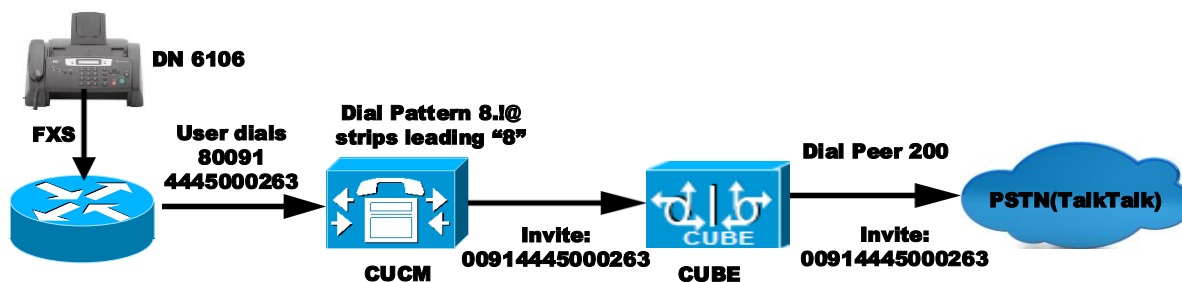 DN 6106
FXS
User dials
80091
4445000263
Dial Pattern 8.!@
strips leading “8”
CUCM
Invite:
00914445000263
CUBE
CUBE
Dial Peer 200
Invite:
00914445000263
PSTN(TalkTalk)